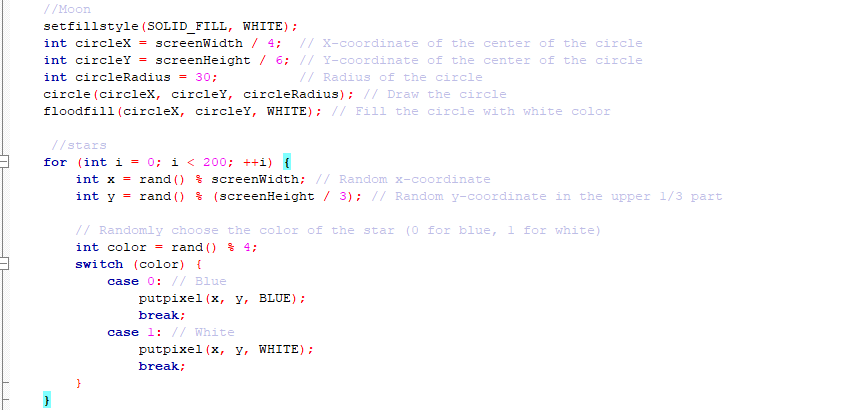 //Moon
setfillstyle(SOLID_FILL, WHITE);
int circleX = screenWidth / 4;  // X-coordinate of the center of the circle
int circleY = screenHeight / 6; // Y-coordinate of the center of the circle
int circleRadius = 30;          // Radius of the circle
circle(circleX, circleY, circleRadius); // Draw the circle
floodfill(circleX, circleY, WHITE); // Fill the circle with white color
//stars
for (int i = 0; i < 200; ++i) {
int x = rand() % screenWidth; // Random x-coordinate
int y = rand() % (screenHeight / 3); // Random y-coordinate in the upper 1/3 part
// Randomly choose the color of the star (0 for blue, 1 for white)
int color = rand() % 4;
switch (color) {
case 0: // Blue
putpixel(x, y, BLUE);
break;
case 1: // White
putpixel(x, y, WHITE);
break;
}
}